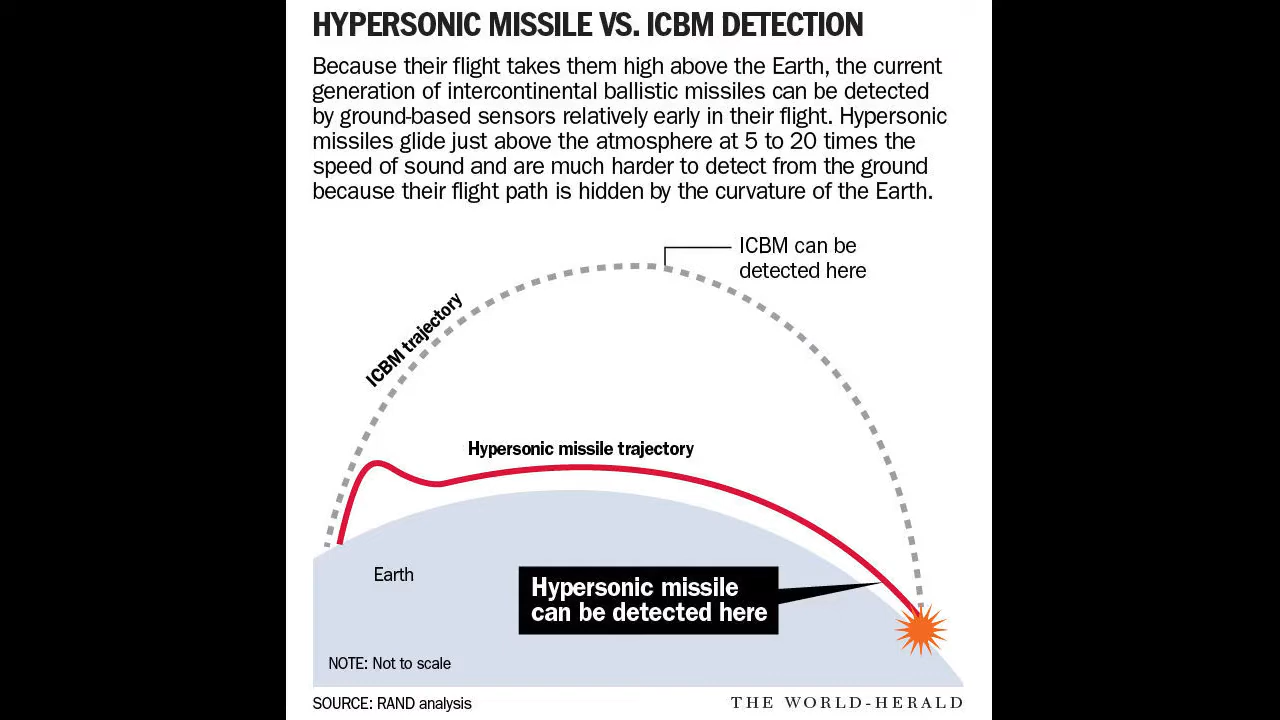 HYPERSONIC MISSILE VS. ICBM DETECTION
Because their flight takes them high above the Earth, the current
generation of intercontinental ballistic missiles can be detected
by ground-based sensors relatively early in their flight. Hypersonic
missiles glide just above the atmosphere at 5 to 20 times the
speed of sound and are much harder to detect from the ground
because their flight path is hidden by the curvature of the Earth.
ICBM can be
detected here
ICBM trajectory
Hypersonic missile trajectory
Earth
Hypersonic missile
can be detected here
NOTE: Not to scale
SOURCE: RAND analysis
THE WORLD-HERALD